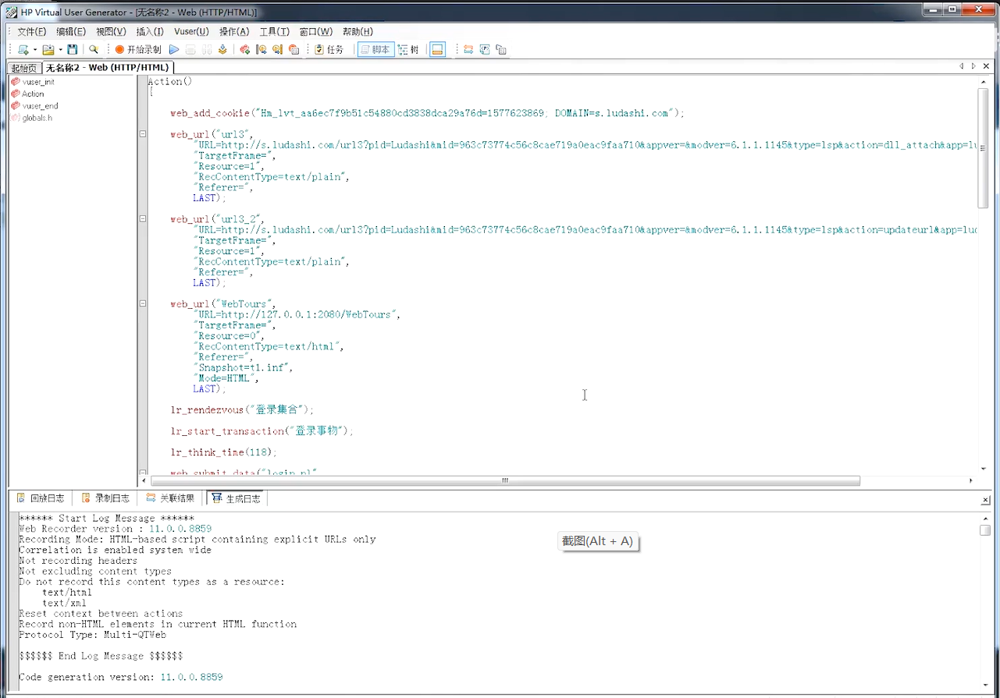 HP Virtual User Generator - [无名称2 - Web (HTTP/HTML)]
文件(F) 编辑(E) 视图(V) 插入(I) Vuser(U) 操作(A) 工具(T) 窗口(W) 帮助(H)
开始录制 任务 脚本 树
起始页 无名称2 - Web (HTTP/HTML)
vuser_init
Action
vuser_end
globals.h
Action()
{
web_add_cookie("Hm_lvt_aa6ec7f9b51c54880cd3838dca29a76d=1577623869; DOMAIN=s.ludashi.com");
web_url("url3",
"URL=http://s.ludashi.com/url3?pid=Ludashi&mid=963c73774c56c8cae719a0eac9faa710&appver=&modver=6.1.1.1145&type=lsp&action=dll_attach&app=lu
"TargetFrame=",
"Resource=1",
"RecContentType=text/plain",
"Referer=",
LAST);
web_url("url3_2",
"URL=http://s.ludashi.com/url3?pid=Ludashi&mid=963c73774c56c8cae719a0eac9faa710&appver=&modver=6.1.1.1145&type=lsp&action=updateurl&app=lud
"TargetFrame=",
"Resource=1",
"RecContentType=text/plain",
"Referer=",
LAST);
web_url("WebTours",
"URL=http://127.0.0.1:2080/WebTours",
"TargetFrame=",
"Resource=0",
"RecContentType=text/html",
"Referer=",
"Snapshot=t1.inf",
"Mode=HTML",
LAST);
lr_rendezvous("登录集合");
lr_start_transaction("登录事物");
lr_think_time(118);
web_submit_data("login.pl"
回放日志 录制日志 关联结果 生成日志
****** Start Log Message ******
Web Recorder version : 11.0.0.8859
Recording Mode: HTML-based script containing explicit URLs only
Correlation is enabled system wide
Not recording headers
Not excluding content types
Do not record this content types as a resource:
text/html
text/xml
Reset context between actions
Record non-HTML elements in current HTML function
Protocol Type: Multi-QTWeb
$$$$$$ End Log Message $$$$$$
Code generation version: 11.0.0.8859
截图(Alt + A)